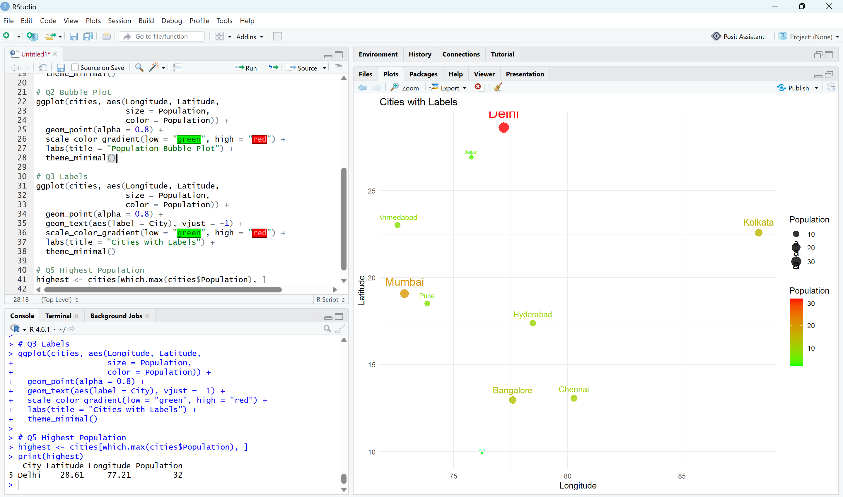 RStudio
File Edit Code View Plots Session Build Debug Profile Tools Help
Go to file/function Addins Posit Assistant Project: (None)
Untitled1*
Source on Save Run Source
19 theme_minimal()
20
21 # Q2 Bubble Plot
22 ggplot(cities, aes(Longitude, Latitude,
23 size = Population,
24 color = Population)) +
25 geom_point(alpha = 0.8) +
26 scale_color_gradient(low = "green", high = "red") +
27 labs(title = "Population Bubble Plot") +
28 theme_minimal()
29
30 # Q3 Labels
31 ggplot(cities, aes(Longitude, Latitude,
32 size = Population,
33 color = Population)) +
34 geom_point(alpha = 0.8) +
35 geom_text(aes(label = City), vjust = -1) +
36 scale_color_gradient(low = "green", high = "red") +
37 labs(title = "Cities with Labels") +
38 theme_minimal()
39
40 # Q5 Highest Population
41 highest <- cities[which.max(cities$Population), ]
42
28:18 (Top Level) R Script
Console Terminal Background Jobs
R 4.6.1 · ~/
>
> # Q3 Labels
> ggplot(cities, aes(Longitude, Latitude,
+ size = Population,
+ color = Population)) +
+ geom_point(alpha = 0.8) +
+ geom_text(aes(label = City), vjust = -1) +
+ scale_color_gradient(low = "green", high = "red") +
+ labs(title = "Cities with Labels") +
+ theme_minimal()
>
> # Q5 Highest Population
> highest <- cities[which.max(cities$Population), ]
> print(highest)
City Latitude Longitude Population
5 Delhi 28.61 77.21 32
>
Environment History Connections Tutorial
Files Plots Packages Help Viewer Presentation
Zoom Export Publish
Cities with Labels
Delhi
Jaipur
25
Ahmedabad
Kolkata
20
Mumbai
Pune
Hyderabad
15
Bangalore
Chennai
10
75 80 85
Longitude
Latitude
Population
10
20
30
Population
30
20
10